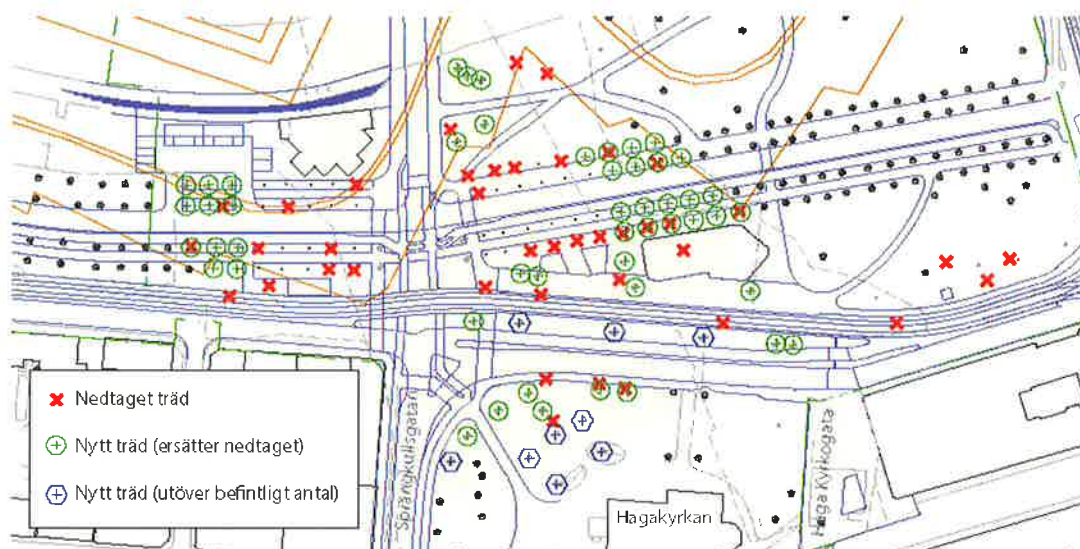 Nedtaget träd
Nytt träd (ersätter nedtaget)
Nytt träd (utöver befintligt antal)
Sprängkullsgatan
Hagakyrkan
Haga Kyrkogata